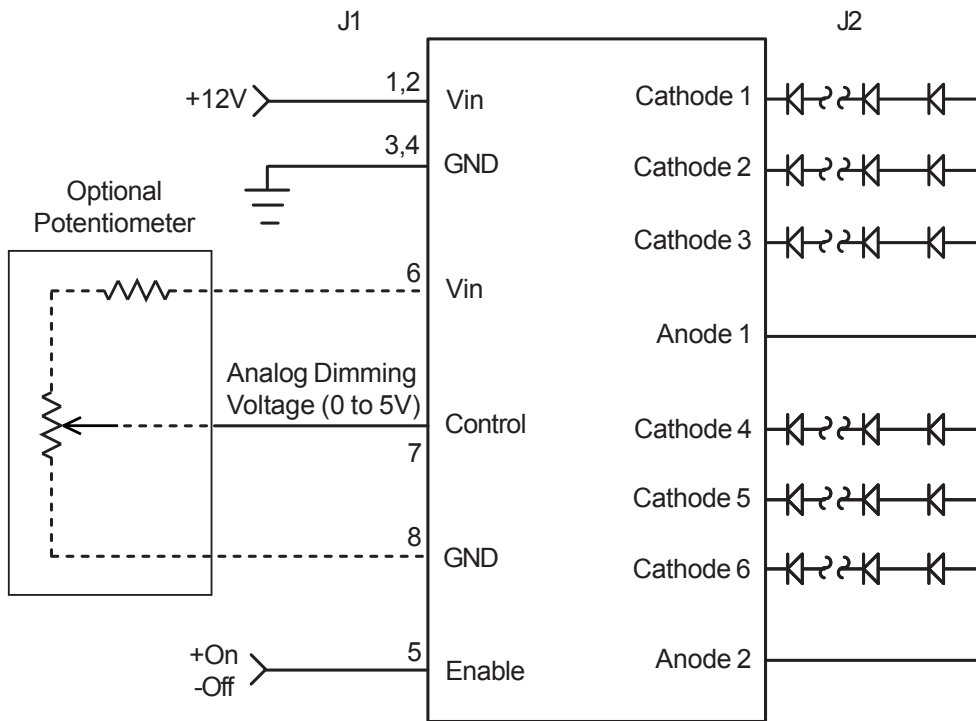 J1
J2
+12V
1,2
Vin
Cathode 1
3,4
GND
Cathode 2
Optional
Potentiometer
Cathode 3
6
Vin
Anode 1
Analog Dimming
Voltage (0 to 5V)
Control
7
Cathode 4
Cathode 5
8
GND
Cathode 6
+On
-Off
5
Enable
Anode 2